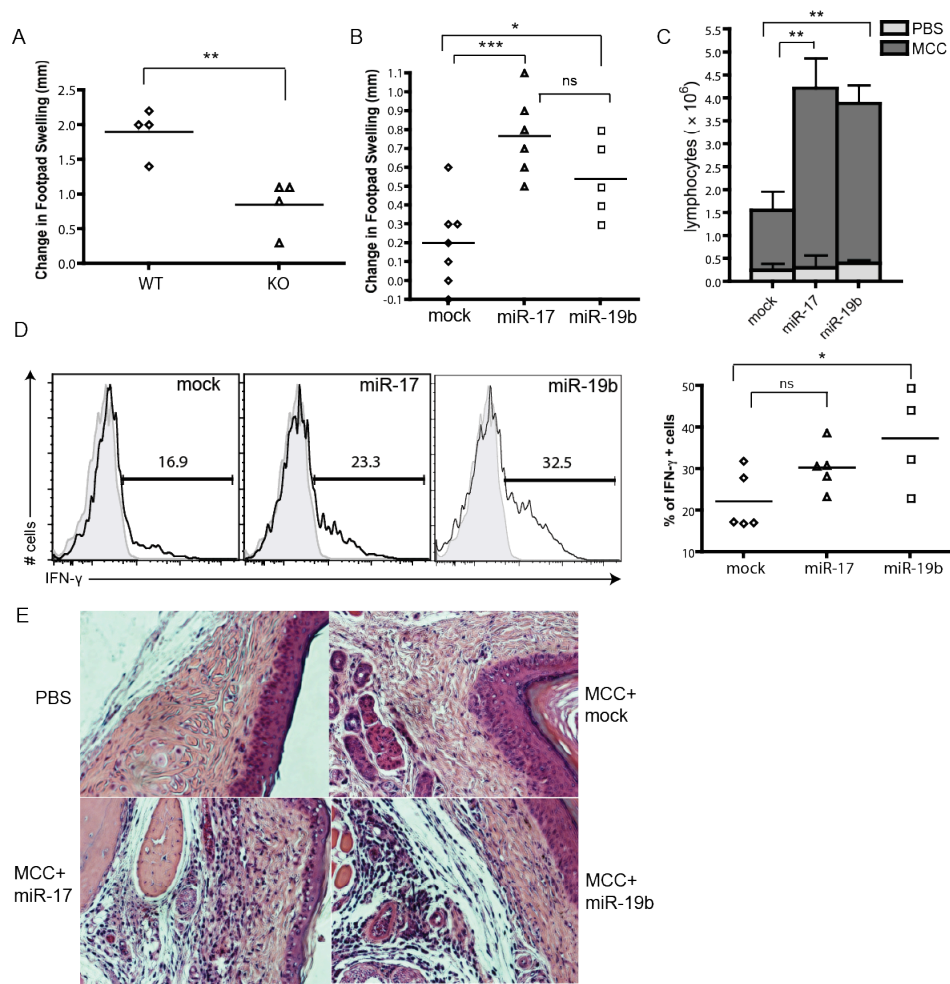 A
**
Change in Footpad Swelling (mm)
2.5
2.0
1.5
1.0
0.5
0.0
WT
KO
B
*
***
ns
Change in Footpad Swelling (mm)
1.1
1.0
0.9
0.8
0.7
0.6
0.5
0.4
0.3
0.2
0.1
0.0
-0.1
mock
miR-17
miR-19b
C
PBS
MCC
**
**
lymphocytes ( × 10⁶)
5.5
5.0
4.5
4.0
3.5
3.0
2.5
2.0
1.5
1.0
0.5
0.0
mock
miR-17
miR-19b
D
mock
16.9
miR-17
23.3
miR-19b
32.5
# cells
IFN-γ
*
ns
% of IFN-γ + cells
50
40
30
20
10
mock
miR-17
miR-19b
E
PBS
MCC+
mock
MCC+
miR-17
MCC+
miR-19b